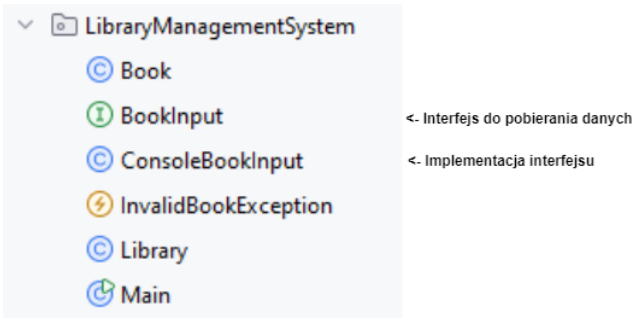 LibraryManagementSystem
C Book
I BookInput <- Interfejs do pobierania danych
C ConsoleBookInput <- Implementacja interfejsu
InvalidBookException
C Library
C Main